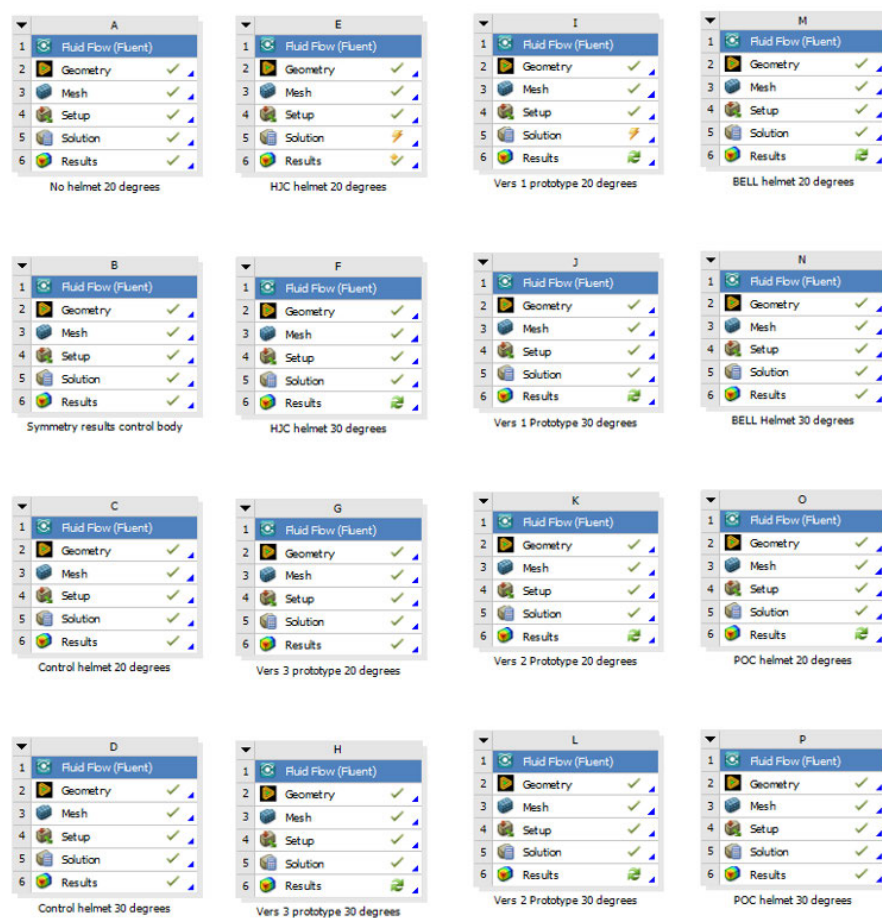 A
1 Fluid Flow (Fluent)
2 Geometry
3 Mesh
4 Setup
5 Solution
6 Results
No helmet 20 degrees
E
1 Fluid Flow (Fluent)
2 Geometry
3 Mesh
4 Setup
5 Solution
6 Results
HJC helmet 20 degrees
I
1 Fluid Flow (Fluent)
2 Geometry
3 Mesh
4 Setup
5 Solution
6 Results
Vers 1 prototype 20 degrees
M
1 Fluid Flow (Fluent)
2 Geometry
3 Mesh
4 Setup
5 Solution
6 Results
BELL helmet 20 degrees
B
1 Fluid Flow (Fluent)
2 Geometry
3 Mesh
4 Setup
5 Solution
6 Results
Symmetry results control body
F
1 Fluid Flow (Fluent)
2 Geometry
3 Mesh
4 Setup
5 Solution
6 Results
HJC helmet 30 degrees
J
1 Fluid Flow (Fluent)
2 Geometry
3 Mesh
4 Setup
5 Solution
6 Results
Vers 1 Prototype 30 degrees
N
1 Fluid Flow (Fluent)
2 Geometry
3 Mesh
4 Setup
5 Solution
6 Results
BELL Helmet 30 degrees
C
1 Fluid Flow (Fluent)
2 Geometry
3 Mesh
4 Setup
5 Solution
6 Results
Control helmet 20 degrees
G
1 Fluid Flow (Fluent)
2 Geometry
3 Mesh
4 Setup
5 Solution
6 Results
Vers 3 prototype 20 degrees
K
1 Fluid Flow (Fluent)
2 Geometry
3 Mesh
4 Setup
5 Solution
6 Results
Vers 2 Prototype 20 degrees
O
1 Fluid Flow (Fluent)
2 Geometry
3 Mesh
4 Setup
5 Solution
6 Results
POC helmet 20 degrees
D
1 Fluid Flow (Fluent)
2 Geometry
3 Mesh
4 Setup
5 Solution
6 Results
Control helmet 30 degrees
H
1 Fluid Flow (Fluent)
2 Geometry
3 Mesh
4 Setup
5 Solution
6 Results
Vers 3 prototype 30 degrees
L
1 Fluid Flow (Fluent)
2 Geometry
3 Mesh
4 Setup
5 Solution
6 Results
Vers 2 Prototype 30 degrees
P
1 Fluid Flow (Fluent)
2 Geometry
3 Mesh
4 Setup
5 Solution
6 Results
POC helmet 30 degrees